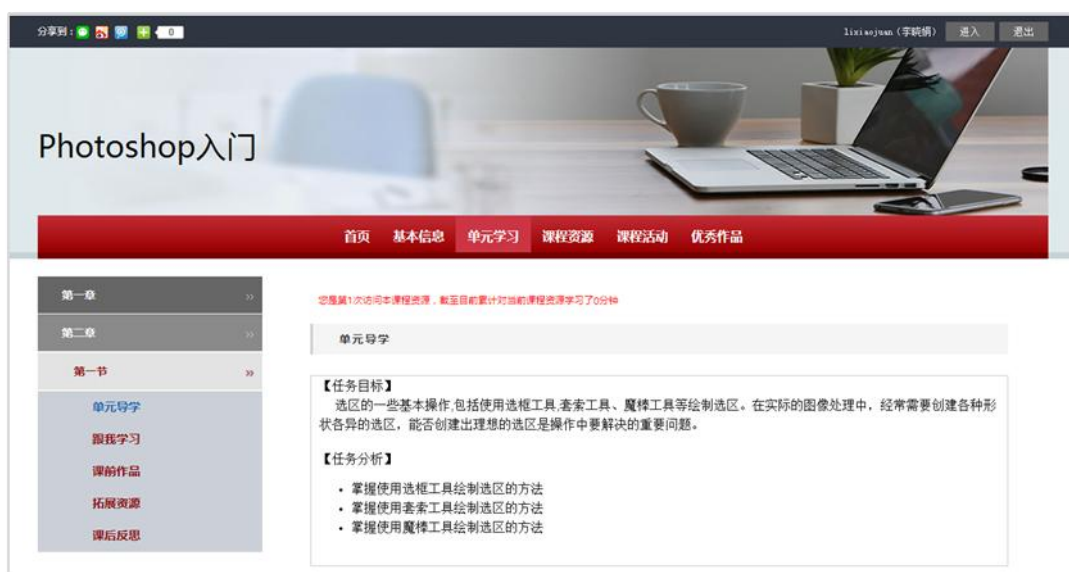 分享到： 0
lixiaojuan（李晓娟） 进入 退出
Photoshop入门
首页 基本信息 单元学习 课程资源 课程活动 优秀作品
第一章
第二章
第一节
单元导学
跟我学习
课前作品
拓展资源
课后反思
您是第1次访问本课程资源，截至目前累计对当前课程资源学习了0分钟
单元导学
【任务目标】
选区的一些基本操作,包括使用选框工具,套索工具、魔棒工具等绘制选区。在实际的图像处理中，经常需要创建各种形
状各异的选区，能否创建出理想的选区是操作中要解决的重要问题。
【任务分析】
• 掌握使用选框工具绘制选区的方法
• 掌握使用套索工具绘制选区的方法
• 掌握使用魔棒工具绘制选区的方法